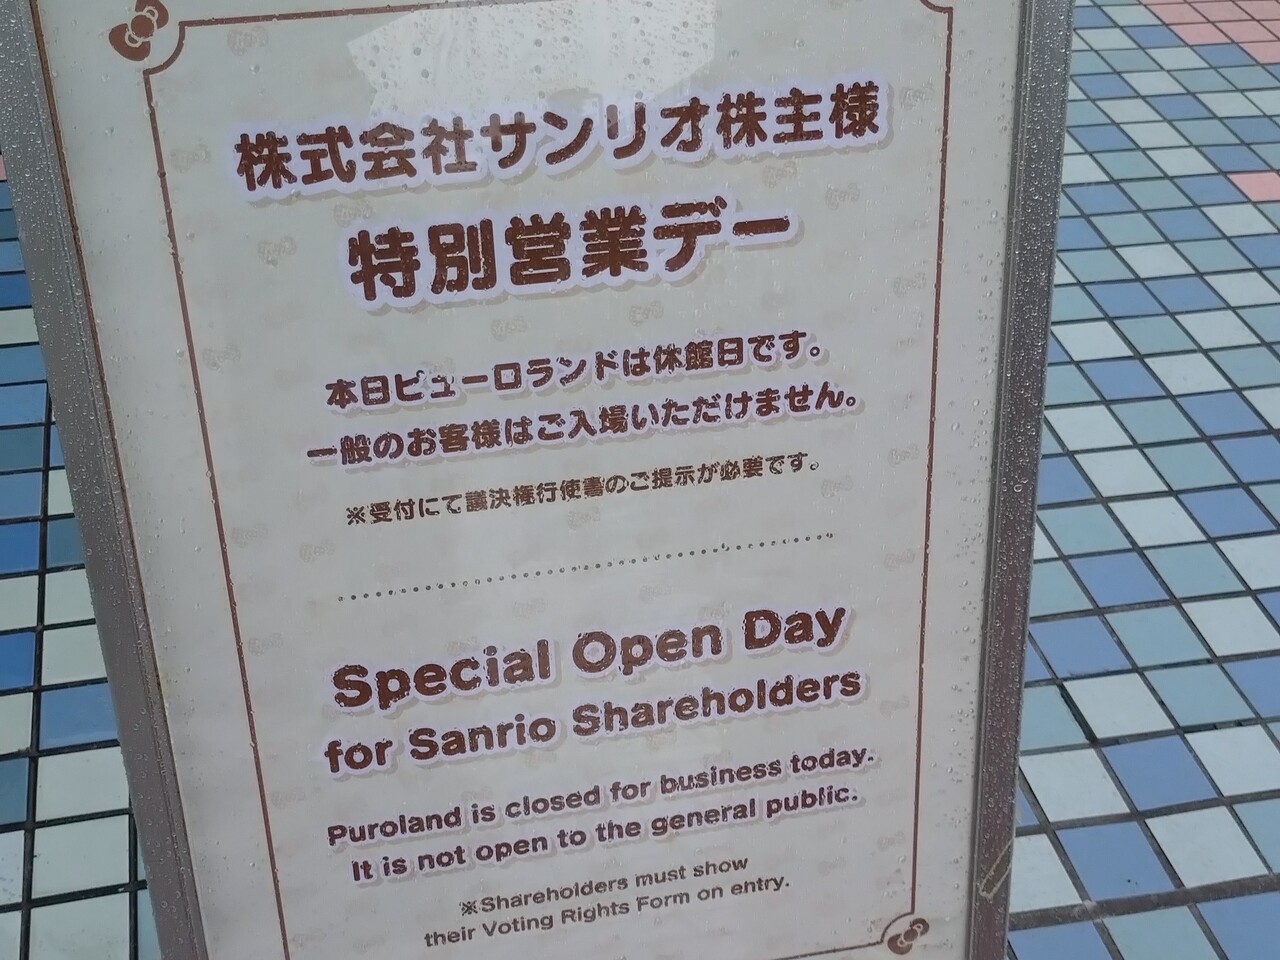 株式会社サンリオ株主様
特別営業デー
本日ピューロランドは休館日です。
一般のお客様はご入場いただけません。
※受付にて議決権行使書のご提示が必要です。
Special Open Day
for Sanrio Shareholders
Puroland is closed for business today.
It is not open to the general public.
※Shareholders must show
their Voting Rights Form on entry.